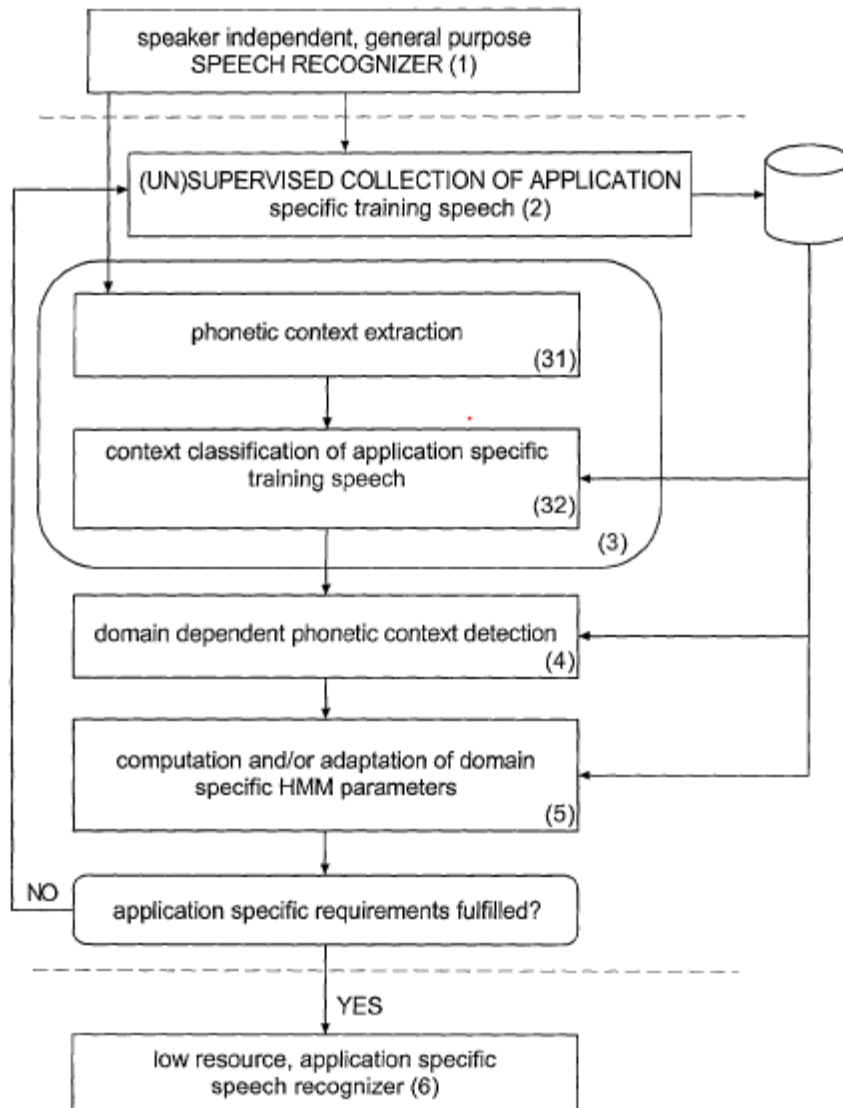 speaker independent, general purpose
SPEECH RECOGNIZER (1)
(UN)SUPERVISED COLLECTION OF APPLICATION
specific training speech (2)
phonetic context extraction
(31)
context classification of application specific
training speech
(32)
(3)
domain dependent phonetic context detection
(4)
computation and/or adaptation of domain
specific HMM parameters
(5)
NO
application specific requirements fulfilled?
YES
low resource, application specific
speech recognizer (6)